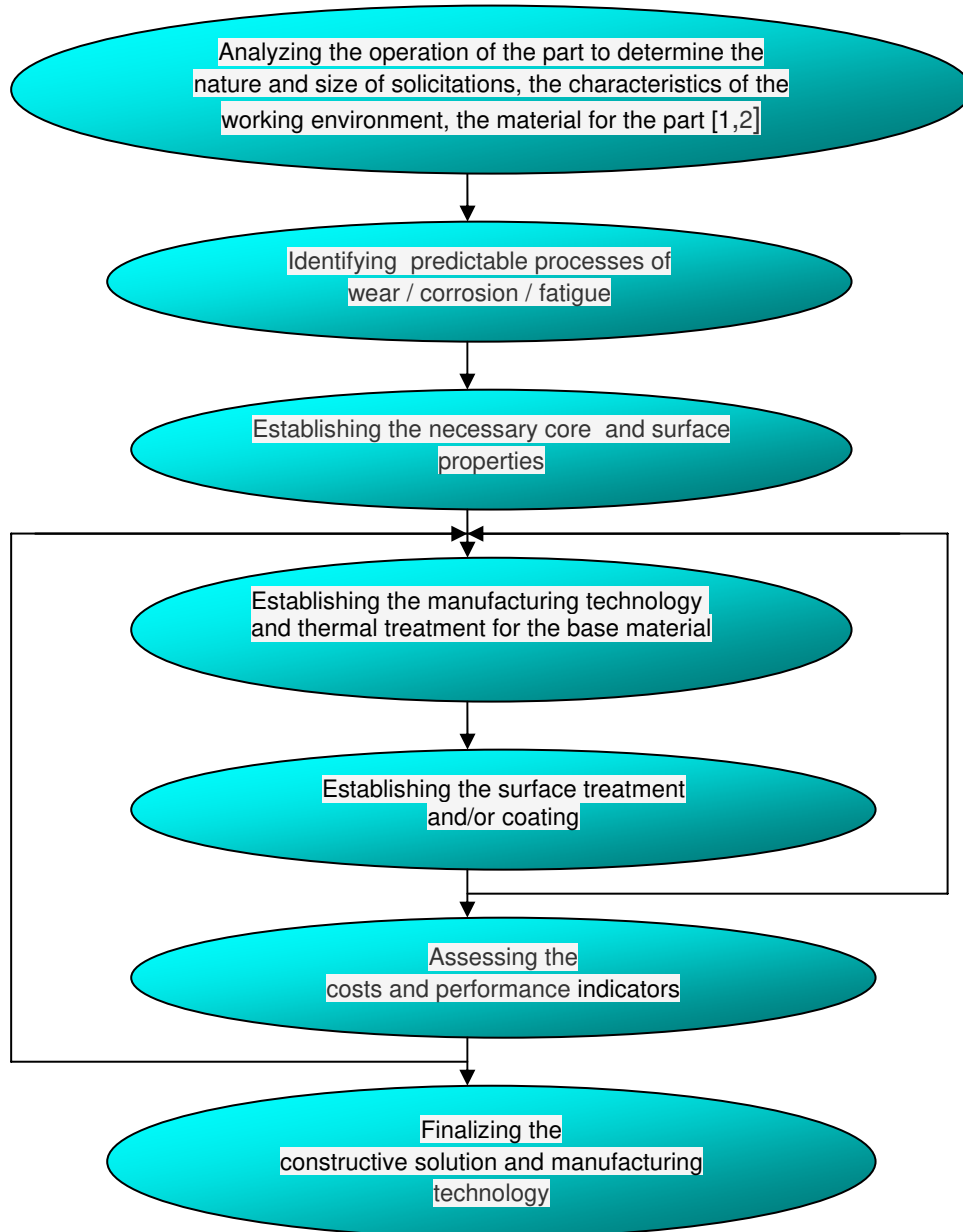 Analyzing the operation of the part to determine the
nature and size of solicitations, the characteristics of the
working environment, the material for the part [1,2]
Identifying  predictable processes of
wear / corrosion / fatigue
Establishing the necessary core  and surface
properties
Establishing the manufacturing technology
and thermal treatment for the base material
Establishing the surface treatment
and/or coating
Assessing the
costs and performance indicators
Finalizing the
constructive solution and manufacturing
technology